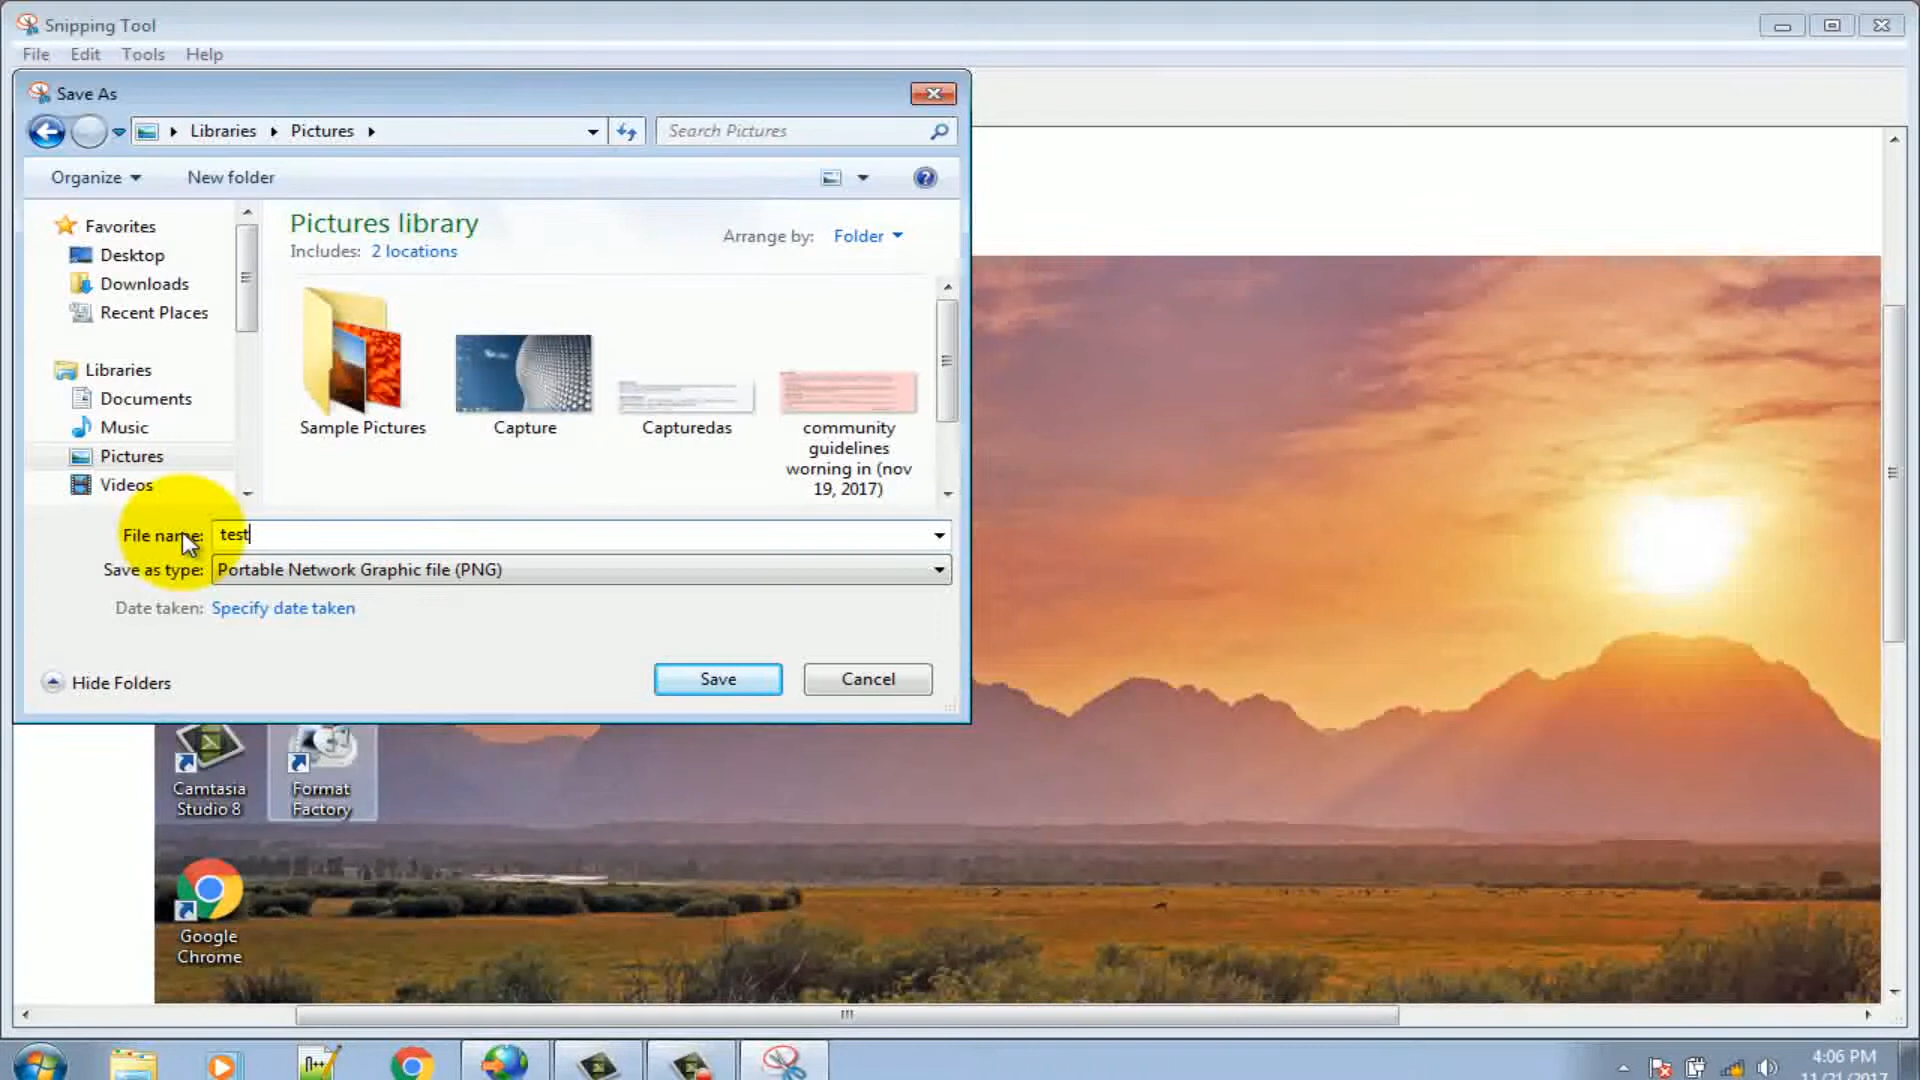 Snipping Tool
File Edit Tools Help
Save As
Libraries Pictures
Search Pictures
Organize New folder
Favorites
Desktop
Downloads
Recent Places
Libraries
Documents
Music
Pictures
Videos
Pictures library
Includes: 2 locations
Arrange by: Folder
Sample Pictures
Capture
Capturedas
community
guidelines
worning in (nov
19, 2017)
File name: test
Save as type: Portable Network Graphic file (PNG)
Date taken: Specify date taken
Hide Folders
Save
Cancel
Camtasia
Studio 8
Format
Factory
Google
Chrome
4:06 PM
11/21/2017